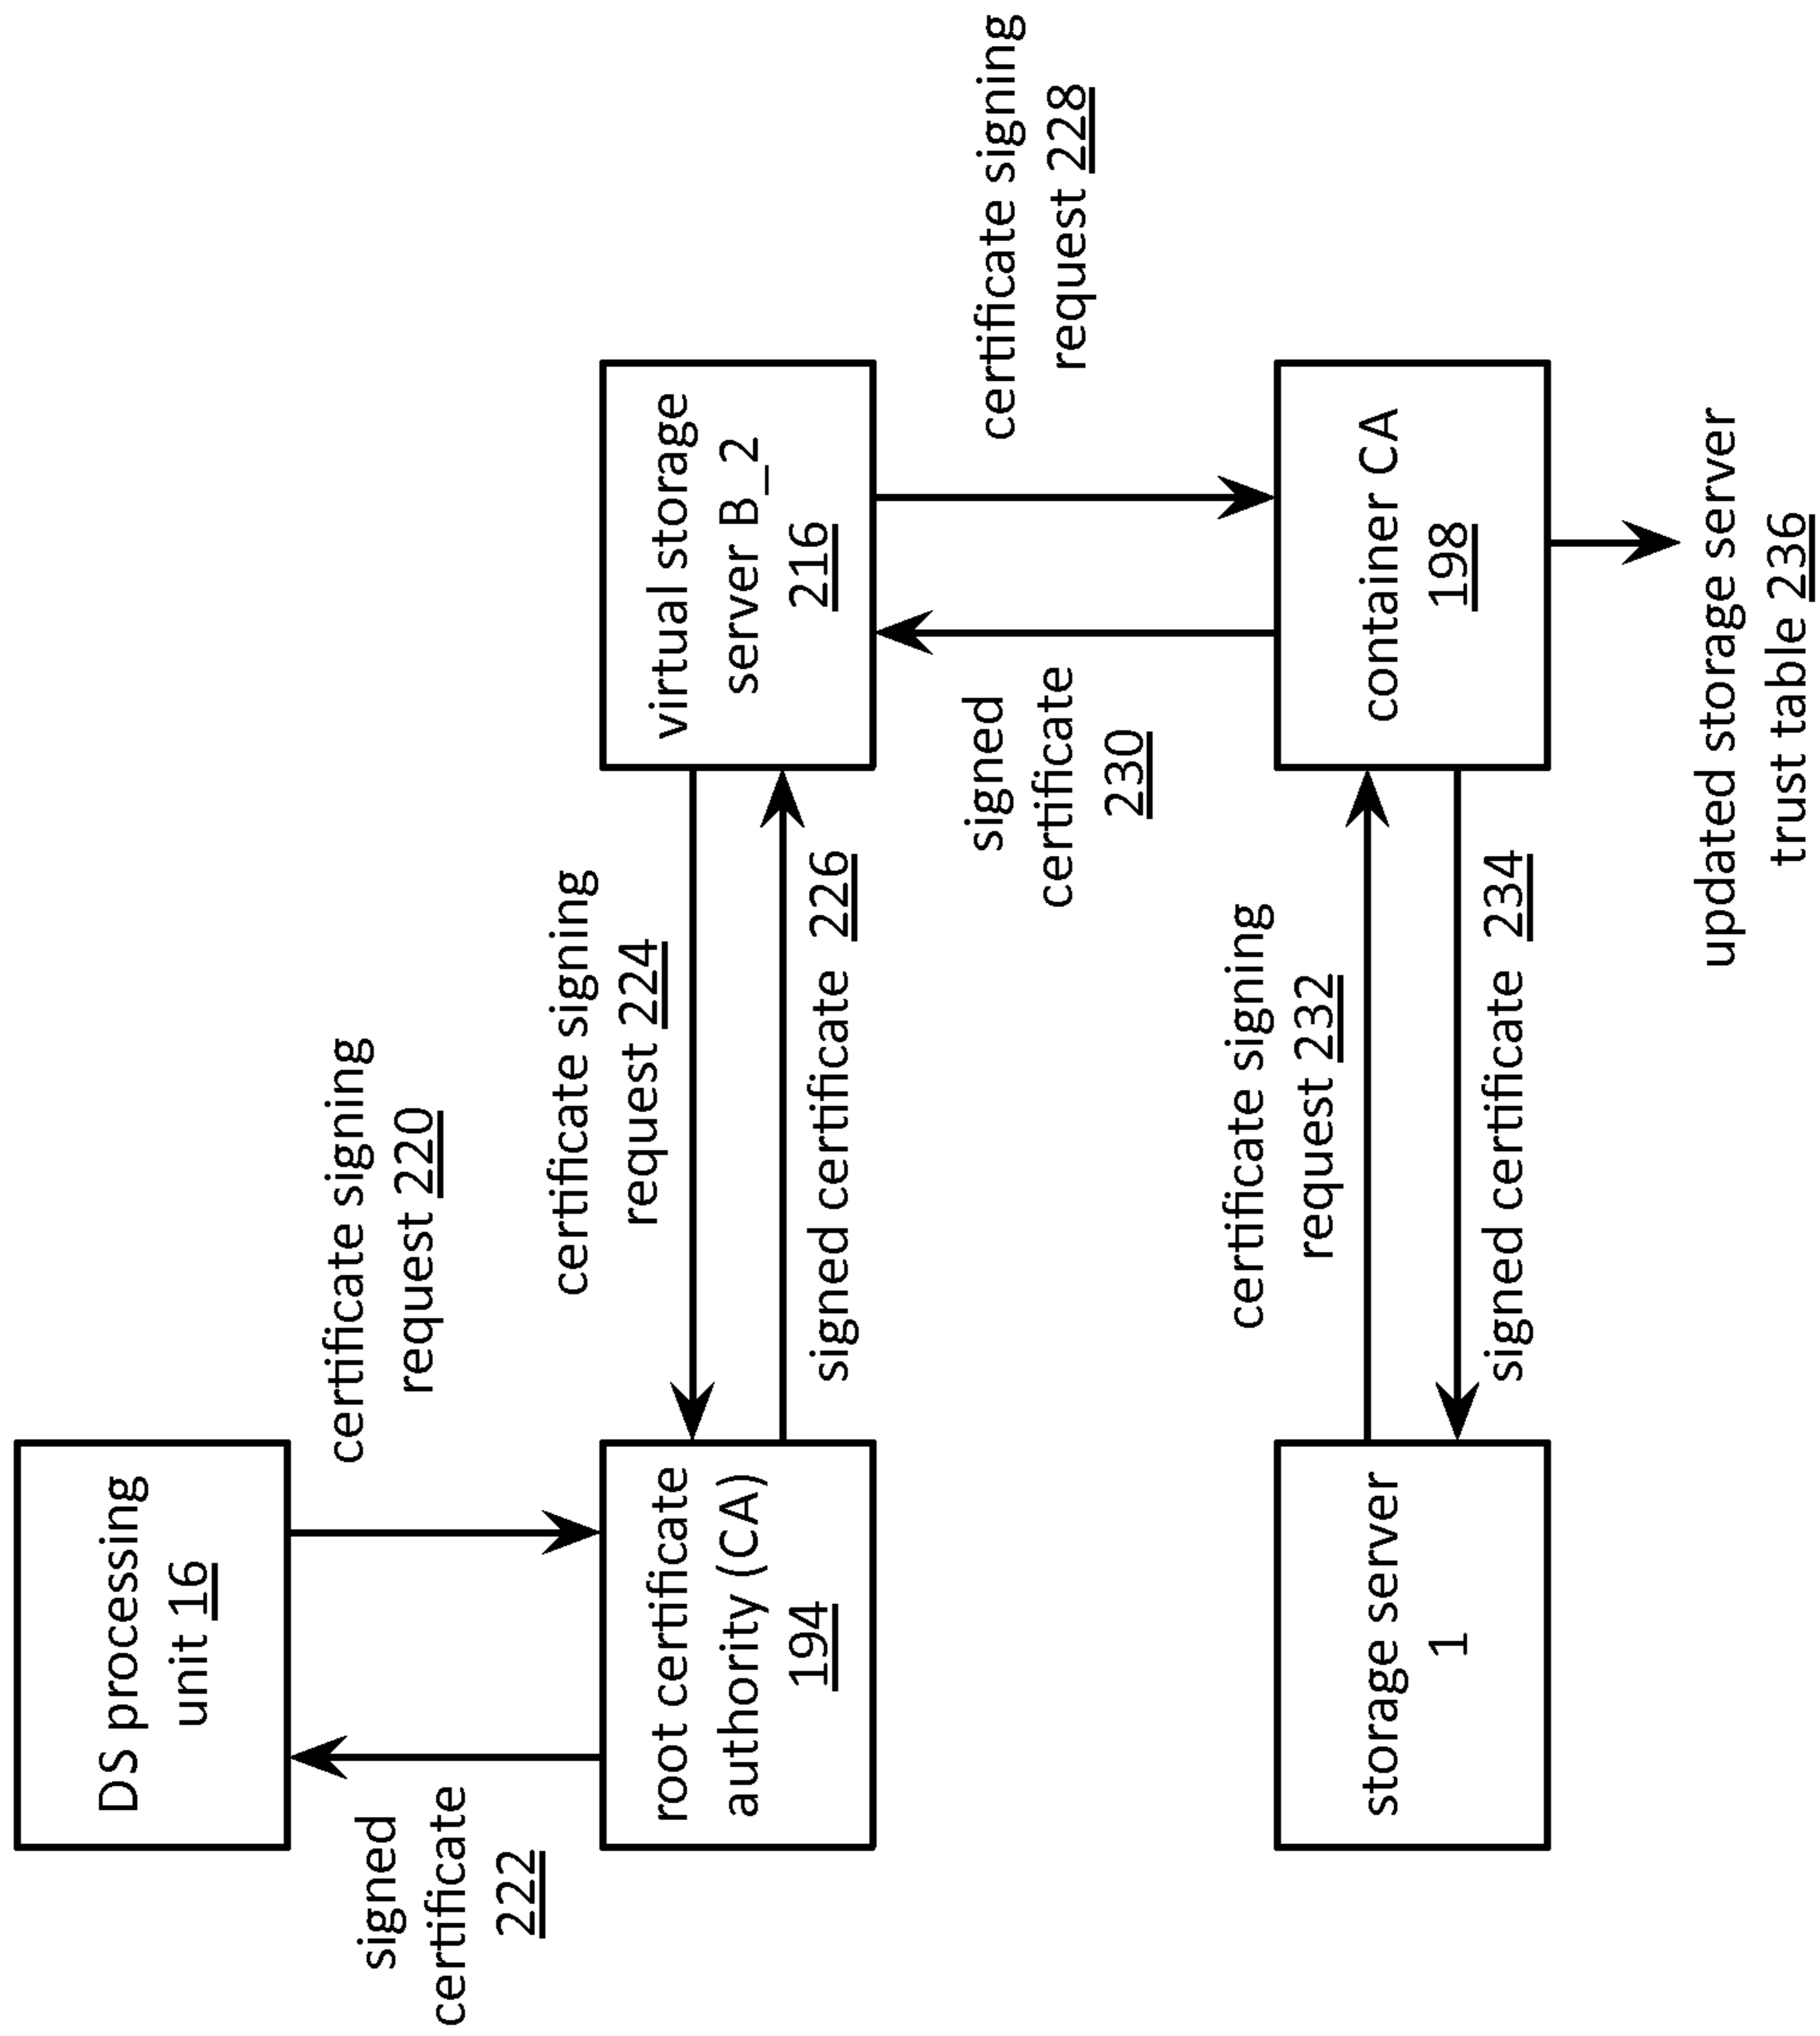 DS processing
unit 16
signed
certificate
222
certificate signing
request 220
root certificate
authority (CA)
194
certificate signing
request 224
signed certificate 226
virtual storage
server B_2
216
signed
certificate
230
certificate signing
request 228
storage server
1
certificate signing
request 232
signed certificate 234
container CA
198
updated storage server
trust table 236